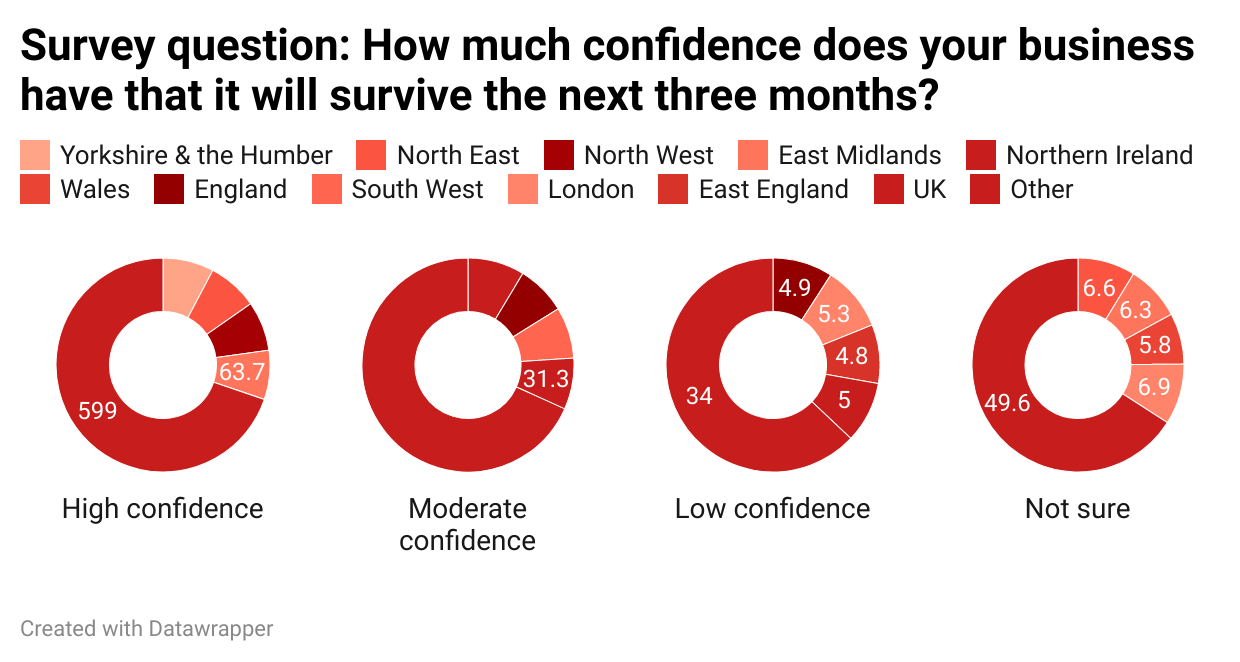 Survey question: How much confidence does your business
have that it will survive the next three months?
Yorkshire & the Humber North East North West East Midlands Northern Ireland
Wales England South West London East England UK Other
63.7
599
31.3
4.9
5.3
4.8
5
34
6.6
6.3
5.8
6.9
49.6
High confidence
Moderate
confidence
Low confidence
Not sure
Created with Datawrapper